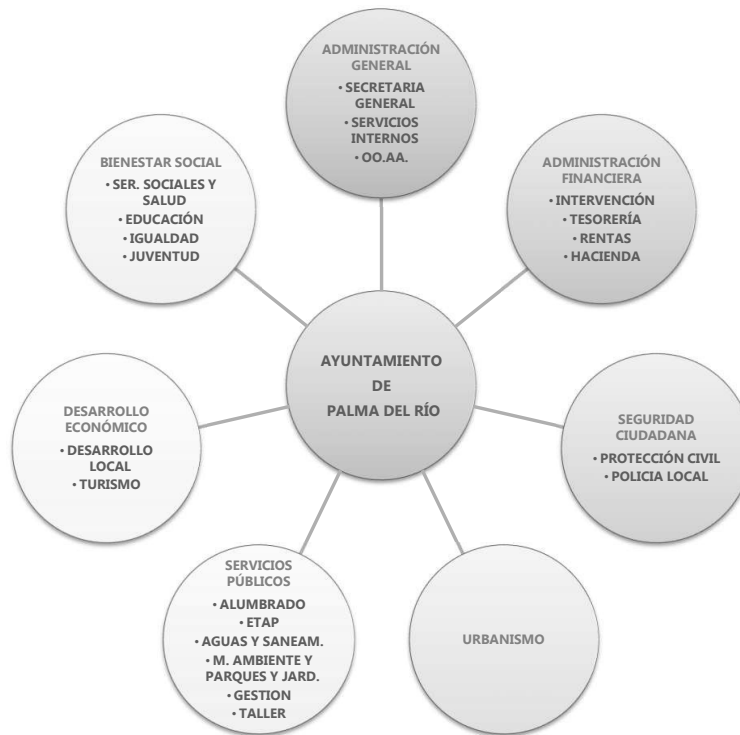 ADMINISTRACIÓN
GENERAL
• SECRETARIA
GENERAL
• SERVICIOS
INTERNOS
• OO.AA.
BIENESTAR SOCIAL
• SER. SOCIALES Y
SALUD
• EDUCACIÓN
• IGUALDAD
• JUVENTUD
ADMINISTRACIÓN
FINANCIERA
• INTERVENCIÓN
• TESORERÍA
• RENTAS
• HACIENDA
AYUNTAMIENTO
DE
PALMA DEL RÍO
DESARROLLO
ECONÓMICO
• DESARROLLO
LOCAL
• TURISMO
SEGURIDAD
CIUDADANA
• PROTECCIÓN CIVIL
• POLICIA LOCAL
SERVICIOS
PÚBLICOS
• ALUMBRADO
• ETAP
• AGUAS Y SANEAM.
• M. AMBIENTE Y
PARQUES Y JARD.
• GESTION
• TALLER
URBANISMO